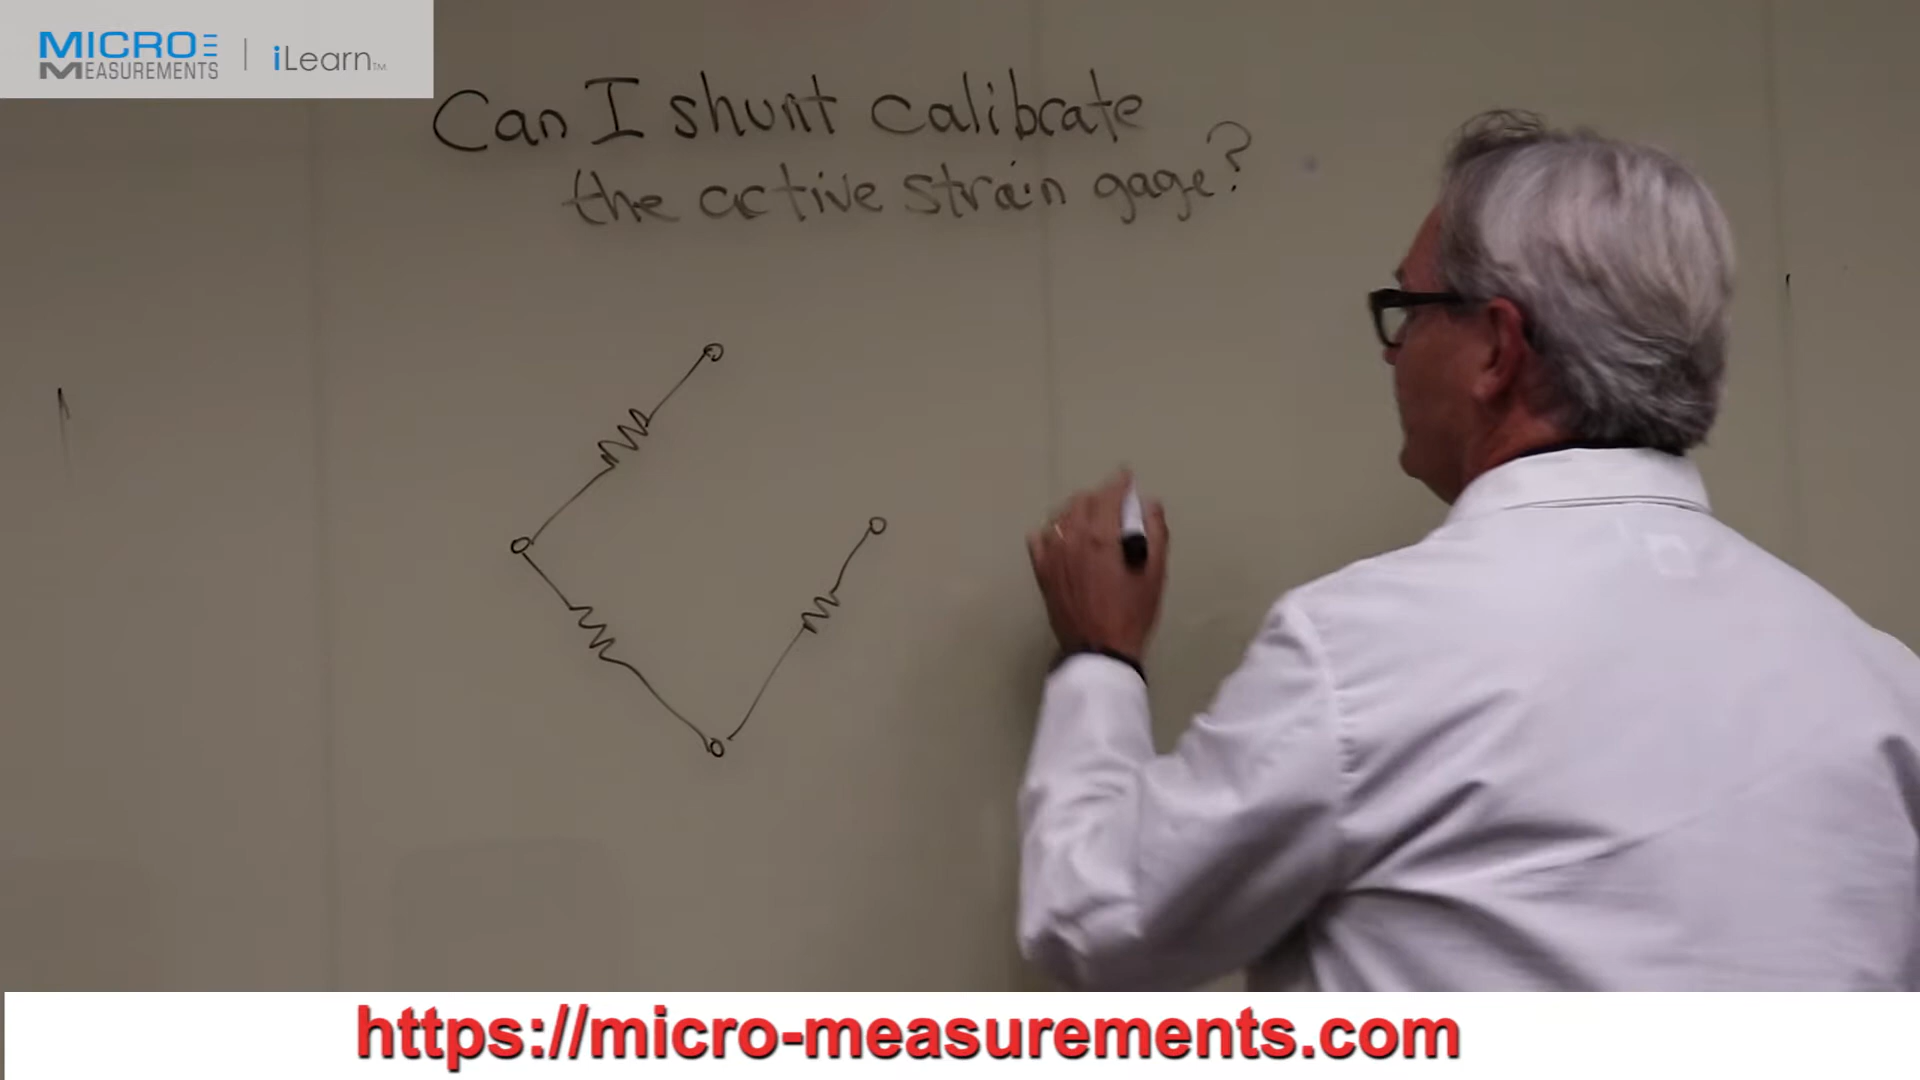 MICRO
MEASUREMENTS
iLearn™
Can I shunt calibrate
the active strain gage?
https://micro-measurements.com